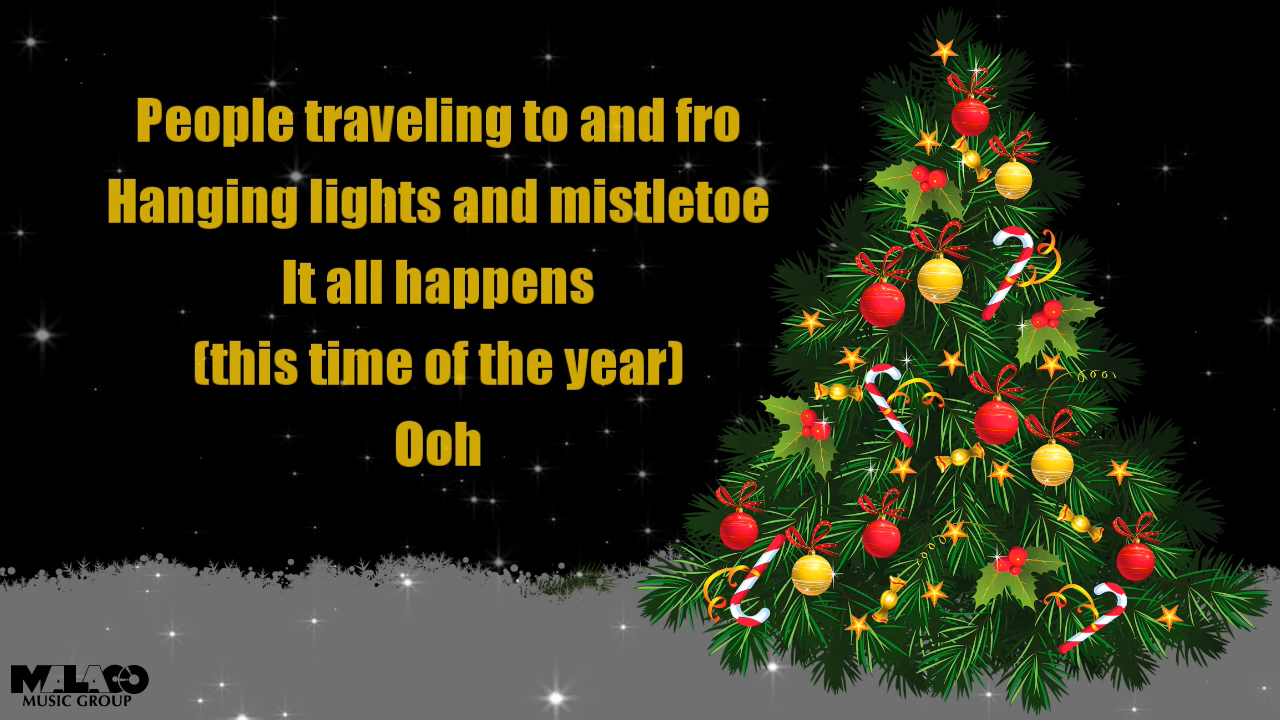 People traveling to and fro
Hanging lights and mistletoe
It all happens
(this time of the year)
Ooh
MALACO
MUSIC GROUP